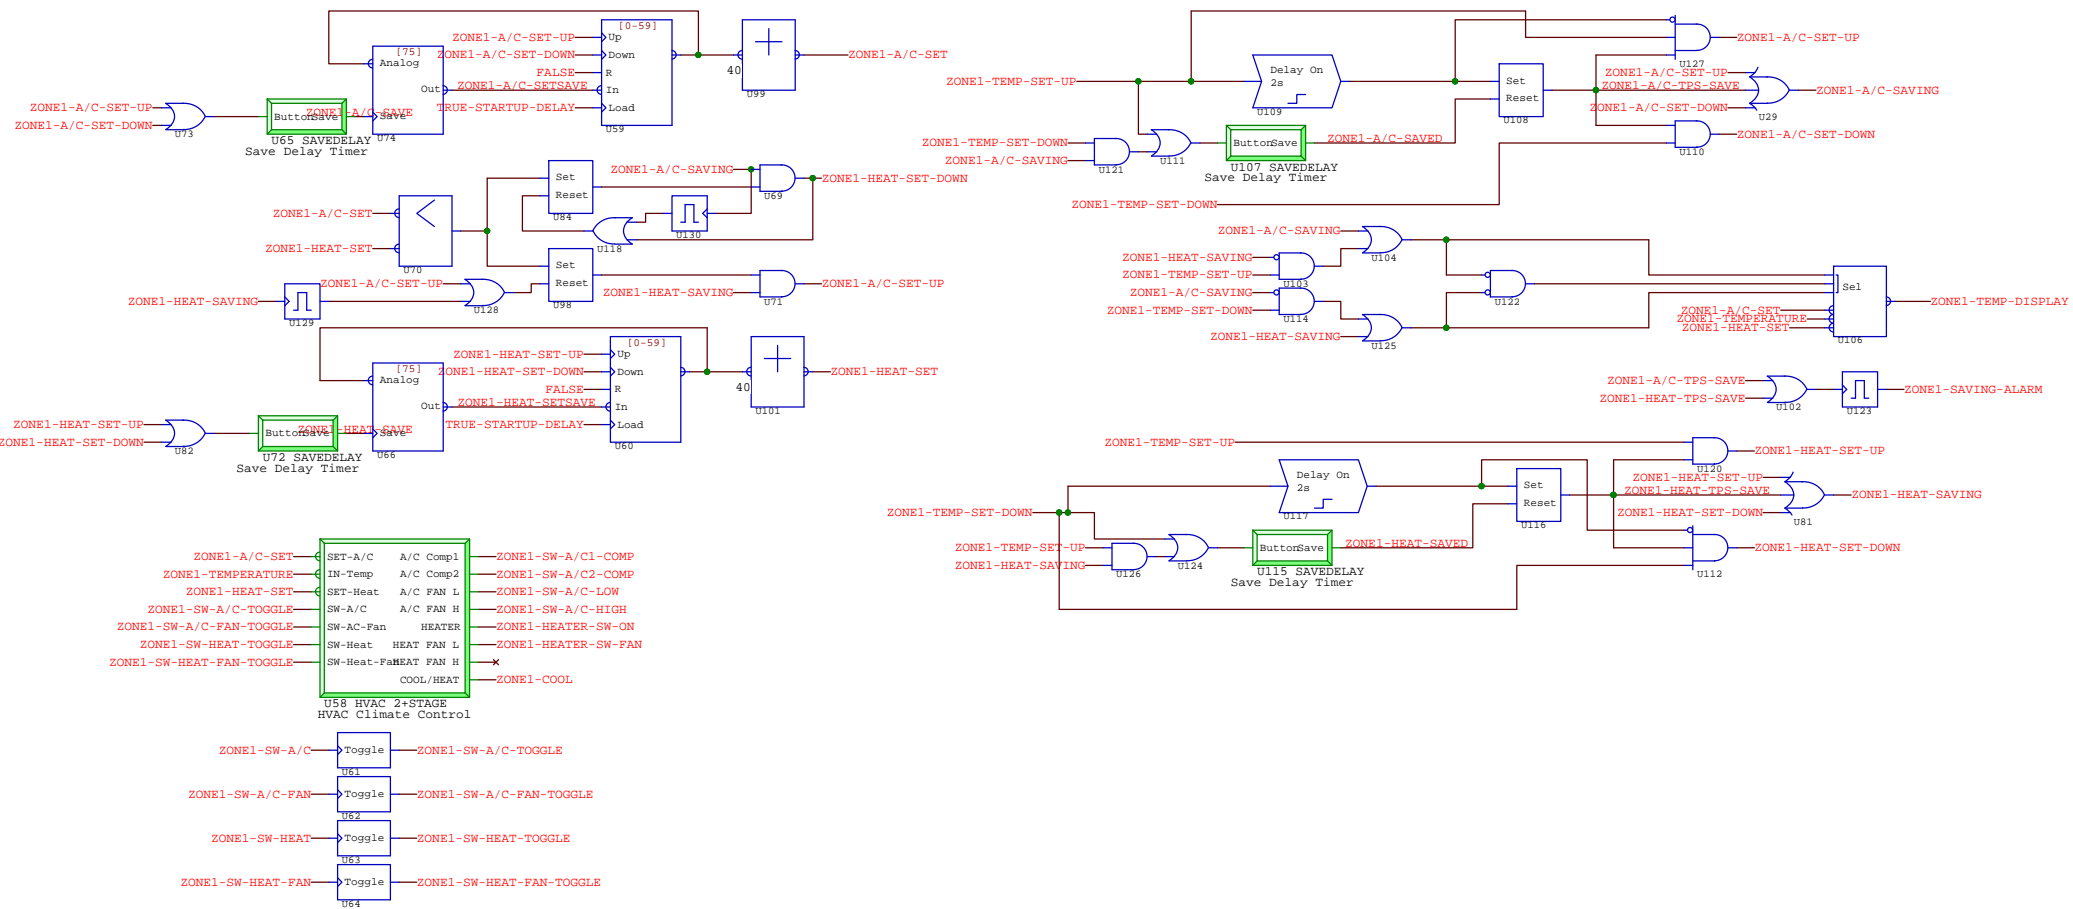 [0-59]
ZONE1-A/C-SET-UP
Up
[75]
ZONE1-A/C-SET-DOWN
Down
ZONE1-A/C-SET
Analog
FALSE
R
40
Out
ZONE1-A/C-SETSAVE
In
U99
ZONE1-A/C-SET-UP
TRUE-STARTUP-DELAY
Load
ZONE1-A/C-SET-DOWN
ButtonSave
ZONE1-A/C-SAVE
Save
U73
U74
U59
U65 SAVEDELAY
Save Delay Timer
ZONE1-A/C-SAVING
Set
ZONE1-HEAT-SET-DOWN
Reset
U69
ZONE1-A/C-SET
U84
U130
ZONE1-HEAT-SET
U118
U70
Set
ZONE1-A/C-SET-UP
Reset
ZONE1-A/C-SET-UP
ZONE1-HEAT-SAVING
ZONE1-HEAT-SAVING
U129
U128
U98
U71
[0-59]
ZONE1-HEAT-SET-UP
Up
[75]
ZONE1-HEAT-SET-DOWN
Down
ZONE1-HEAT-SET
Analog
FALSE
R
40
Out
ZONE1-HEAT-SETSAVE
In
U101
ZONE1-HEAT-SET-UP
TRUE-STARTUP-DELAY
Load
ZONE1-HEAT-SET-DOWN
ButtonSave
ZONE1-HEAT-SAVE
Save
U82
U66
U60
U72 SAVEDELAY
Save Delay Timer
ZONE1-A/C-SET
SET-A/C
A/C Comp1
ZONE1-SW-A/C1-COMP
ZONE1-TEMPERATURE
IN-Temp
A/C Comp2
ZONE1-SW-A/C2-COMP
ZONE1-HEAT-SET
SET-Heat
A/C FAN L
ZONE1-SW-A/C-LOW
ZONE1-SW-A/C-TOGGLE
SW-A/C
A/C FAN H
ZONE1-SW-A/C-HIGH
ZONE1-SW-A/C-FAN-TOGGLE
SW-AC-Fan
HEATER
ZONE1-HEATER-SW-ON
ZONE1-SW-HEAT-TOGGLE
SW-Heat
HEAT FAN L
ZONE1-HEATER-SW-FAN
ZONE1-SW-HEAT-FAN-TOGGLE
SW-Heat-Fan
HEAT FAN H
COOL/HEAT
ZONE1-COOL
U58 HVAC 2+STAGE
HVAC Climate Control
ZONE1-SW-A/C
Toggle
ZONE1-SW-A/C-TOGGLE
U61
ZONE1-SW-A/C-FAN
Toggle
ZONE1-SW-A/C-FAN-TOGGLE
U62
ZONE1-SW-HEAT
Toggle
ZONE1-SW-HEAT-TOGGLE
U63
ZONE1-SW-HEAT-FAN
Toggle
ZONE1-SW-HEAT-FAN-TOGGLE
U64
ZONE1-A/C-SET-UP
U127
ZONE1-TEMP-SET-UP
Delay On
2s
U109
Set
Reset
U108
ZONE1-A/C-SET-UP
ZONE1-A/C-TPS-SAVE
ZONE1-A/C-SET-DOWN
ZONE1-A/C-SAVING
U29
ZONE1-A/C-SET-DOWN
U110
ZONE1-TEMP-SET-DOWN
ZONE1-A/C-SAVING
U121
U111
ButtonSave
ZONE1-A/C-SAVED
U107 SAVEDELAY
Save Delay Timer
ZONE1-TEMP-SET-DOWN
ZONE1-A/C-SAVING
U104
ZONE1-HEAT-SAVING
ZONE1-TEMP-SET-UP
U103
ZONE1-A/C-SAVING
ZONE1-TEMP-SET-DOWN
U114
U122
ZONE1-HEAT-SAVING
U125
Sel
ZONE1-A/C-SET
ZONE1-TEMPERATURE
ZONE1-HEAT-SET
U106
ZONE1-TEMP-DISPLAY
ZONE1-A/C-TPS-SAVE
ZONE1-HEAT-TPS-SAVE
U102
U123
ZONE1-SAVING-ALARM
ZONE1-TEMP-SET-UP
ZONE1-HEAT-SET-UP
U120
Delay On
2s
U117
Set
Reset
U116
ZONE1-HEAT-SET-UP
ZONE1-HEAT-TPS-SAVE
ZONE1-HEAT-SET-DOWN
ZONE1-HEAT-SAVING
U81
ZONE1-TEMP-SET-DOWN
ZONE1-TEMP-SET-UP
ZONE1-HEAT-SAVING
U126
U124
ButtonSave
ZONE1-HEAT-SAVED
U115 SAVEDELAY
Save Delay Timer
ZONE1-HEAT-SET-DOWN
U112